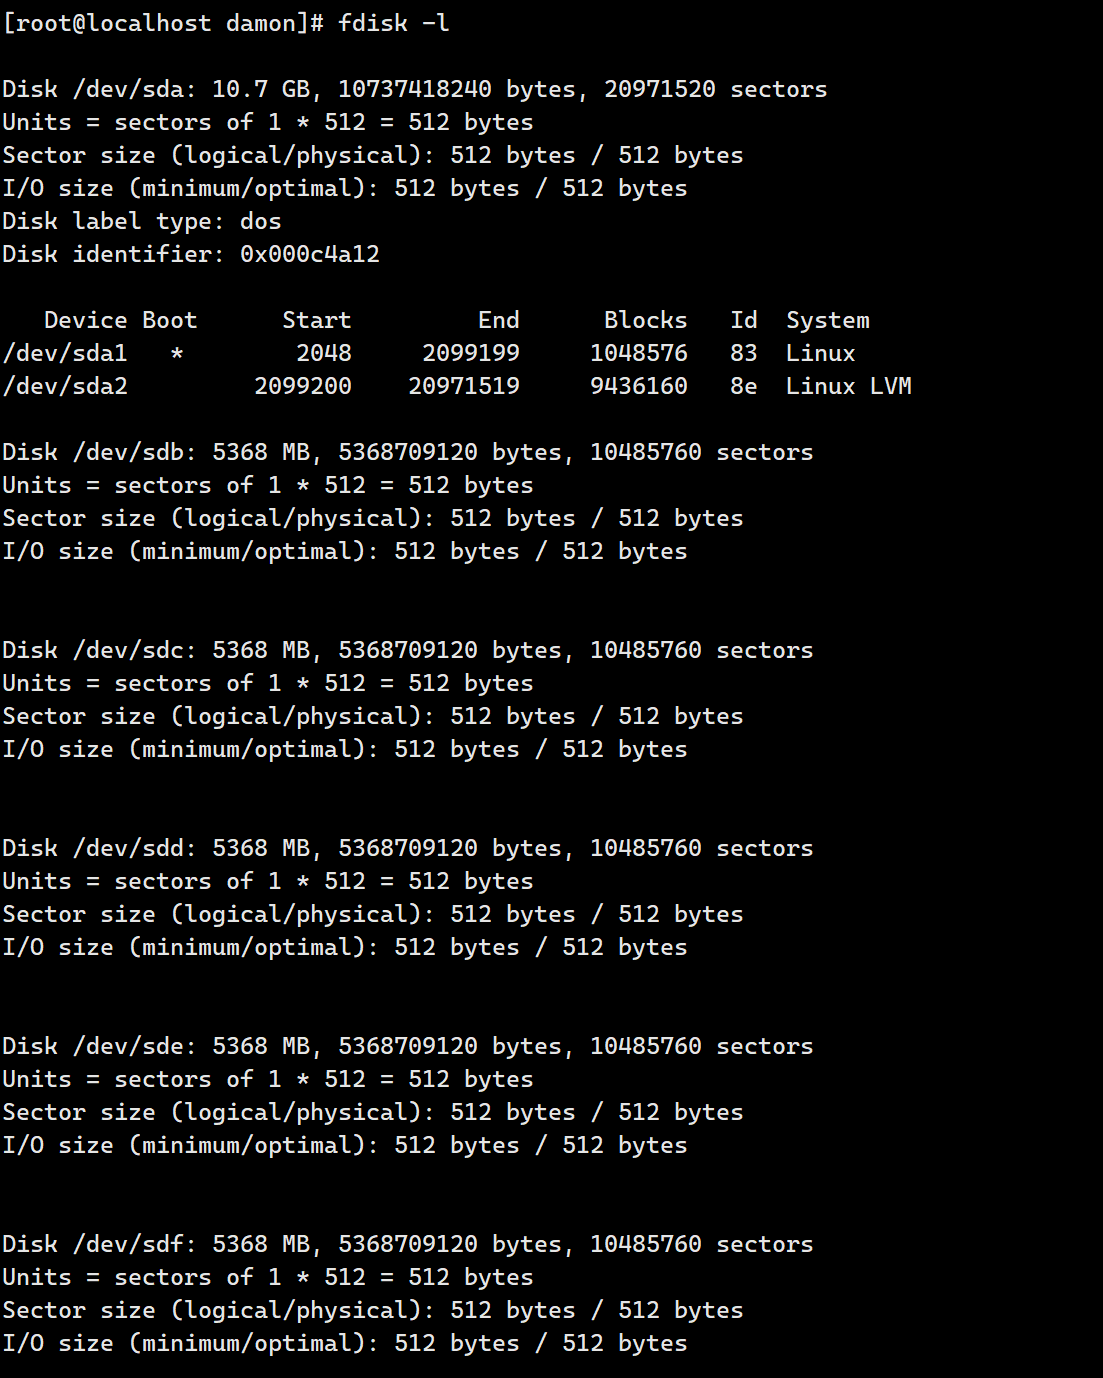 [root@localhost damon]# fdisk -l
Disk /dev/sda: 10.7 GB, 10737418240 bytes, 20971520 sectors
Units = sectors of 1 * 512 = 512 bytes
Sector size (logical/physical): 512 bytes / 512 bytes
I/O size (minimum/optimal): 512 bytes / 512 bytes
Disk label type: dos
Disk identifier: 0x000c4a12
   Device Boot      Start         End      Blocks   Id  System
/dev/sda1   *        2048     2099199     1048576   83  Linux
/dev/sda2         2099200    20971519     9436160   8e  Linux LVM
Disk /dev/sdb: 5368 MB, 5368709120 bytes, 10485760 sectors
Units = sectors of 1 * 512 = 512 bytes
Sector size (logical/physical): 512 bytes / 512 bytes
I/O size (minimum/optimal): 512 bytes / 512 bytes
Disk /dev/sdc: 5368 MB, 5368709120 bytes, 10485760 sectors
Units = sectors of 1 * 512 = 512 bytes
Sector size (logical/physical): 512 bytes / 512 bytes
I/O size (minimum/optimal): 512 bytes / 512 bytes
Disk /dev/sdd: 5368 MB, 5368709120 bytes, 10485760 sectors
Units = sectors of 1 * 512 = 512 bytes
Sector size (logical/physical): 512 bytes / 512 bytes
I/O size (minimum/optimal): 512 bytes / 512 bytes
Disk /dev/sde: 5368 MB, 5368709120 bytes, 10485760 sectors
Units = sectors of 1 * 512 = 512 bytes
Sector size (logical/physical): 512 bytes / 512 bytes
I/O size (minimum/optimal): 512 bytes / 512 bytes
Disk /dev/sdf: 5368 MB, 5368709120 bytes, 10485760 sectors
Units = sectors of 1 * 512 = 512 bytes
Sector size (logical/physical): 512 bytes / 512 bytes
I/O size (minimum/optimal): 512 bytes / 512 bytes